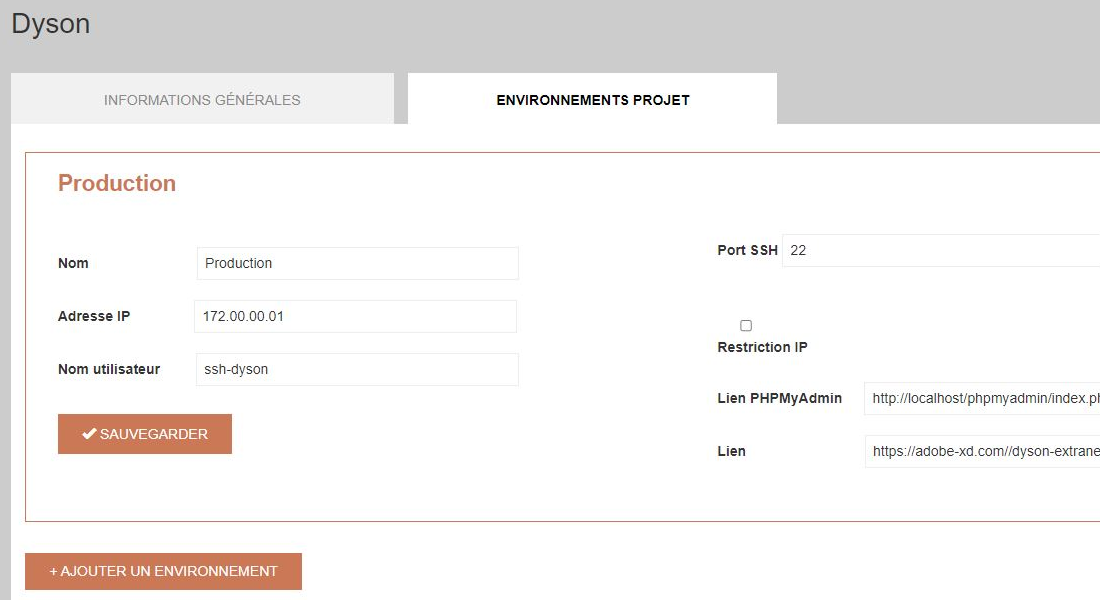 Dyson
INFORMATIONS GÉNÉRALES
ENVIRONNEMENTS PROJET
Production
Nom
Production
Adresse IP
172.00.00.01
Nom utilisateur
ssh-dyson
SAUVEGARDER
Port SSH
22
Restriction IP
Lien PHPMyAdmin
http://localhost/phpmyadmin/index.ph
Lien
https://adobe-xd.com//dyson-extrane
+ AJOUTER UN ENVIRONNEMENT